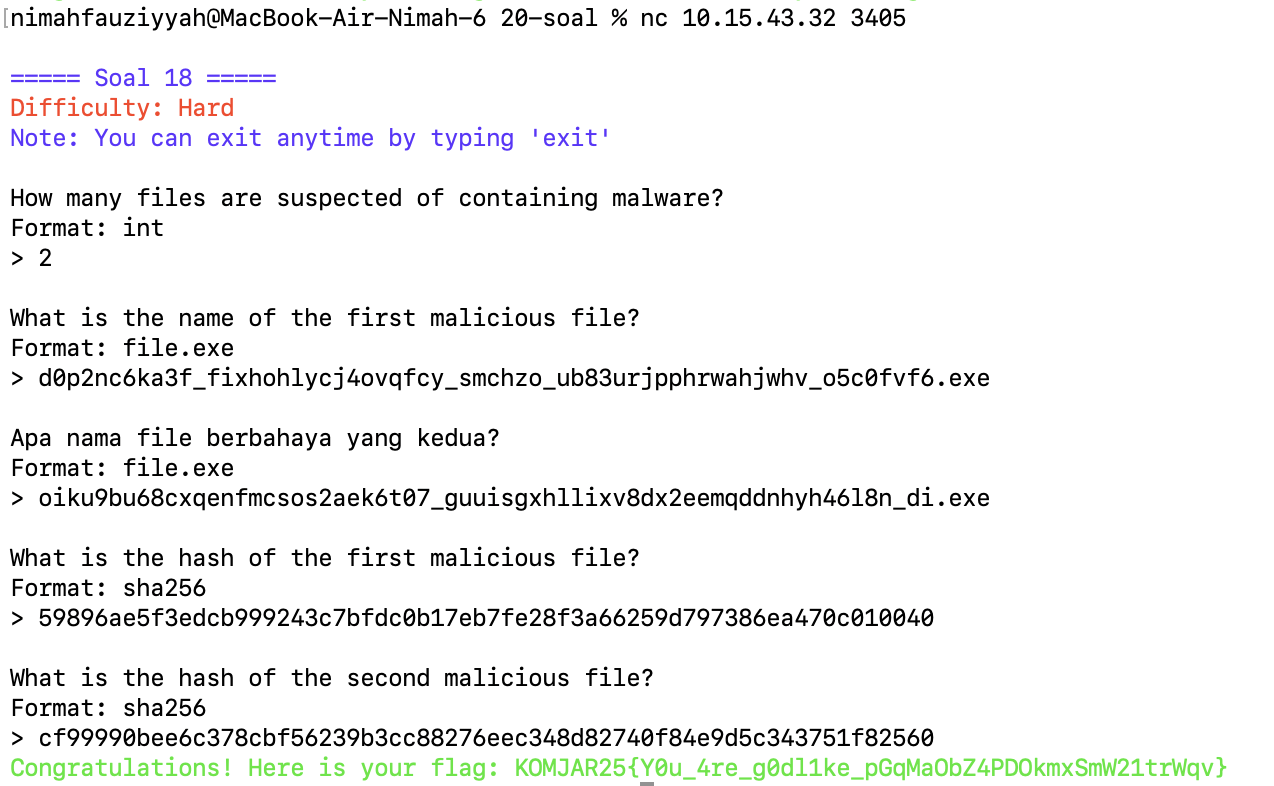 [nimahfauziyyah@MacBook-Air-Nimah-6 20-soal % nc 10.15.43.32 3405
===== Soal 18 =====
Difficulty: Hard
Note: You can exit anytime by typing 'exit'
How many files are suspected of containing malware?
Format: int
> 2
What is the name of the first malicious file?
Format: file.exe
> d0p2nc6ka3f_fixhohlycj4ovqfcy_smchzo_ub83urjpphrwahjwhv_o5c0fvf6.exe
Apa nama file berbahaya yang kedua?
Format: file.exe
> oiku9bu68cxqenfmcsos2aek6t07_guuisgxhllixv8dx2eemqddnhyh46l8n_di.exe
What is the hash of the first malicious file?
Format: sha256
> 59896ae5f3edcb999243c7bfdc0b17eb7fe28f3a66259d797386ea470c010040
What is the hash of the second malicious file?
Format: sha256
> cf99990bee6c378cbf56239b3cc88276eec348d82740f84e9d5c343751f82560
Congratulations! Here is your flag: KOMJAR25{Y0u_4re_g0dl1ke_pGqMaObZ4PDOkmxSmW21trWqv}